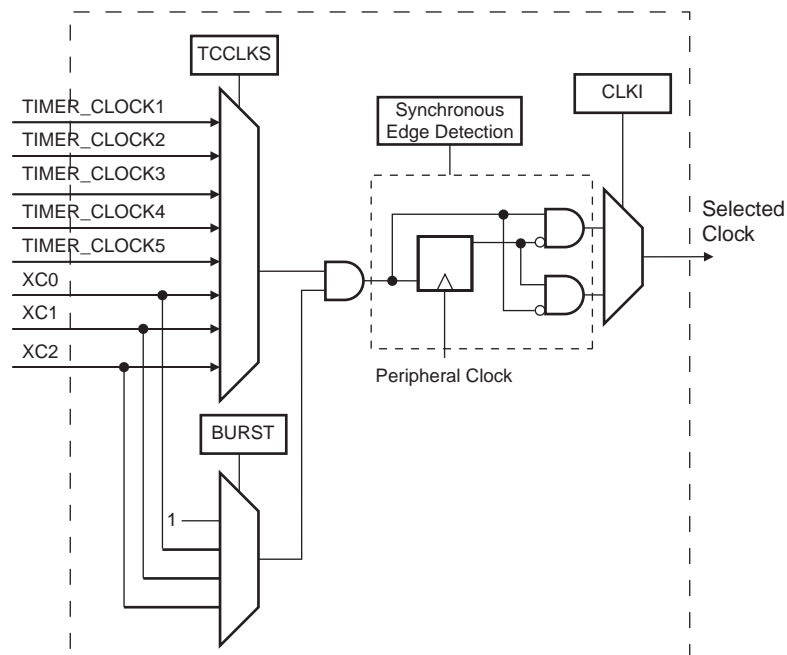 TCCLKS
TIMER_CLOCK1
TIMER_CLOCK2
TIMER_CLOCK3
TIMER_CLOCK4
TIMER_CLOCK5
XC0
XC1
XC2
Synchronous
Edge Detection
CLKI
Selected
Clock
Peripheral Clock
BURST
1